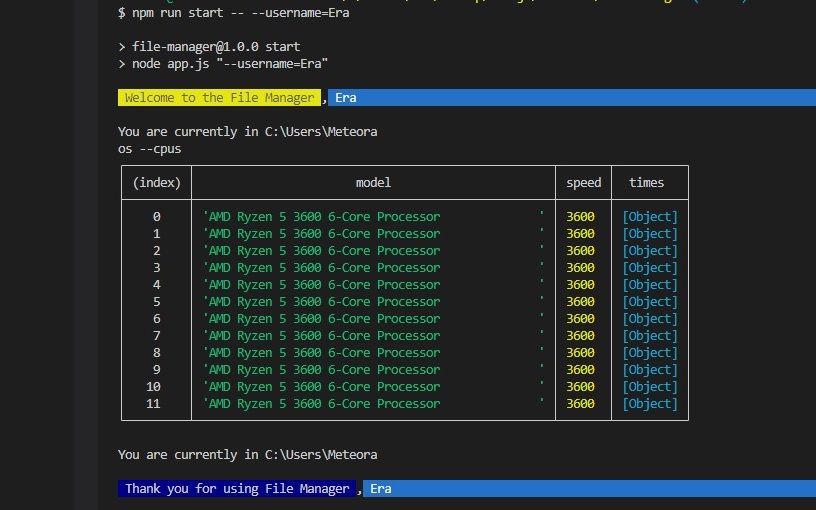 $ npm run start -- --username=Era
> file-manager@1.0.0 start
> node app.js "--username=Era"
Welcome to the File Manager , Era
You are currently in C:\Users\Meteora
os --cpus
(index) model speed times
0 'AMD Ryzen 5 3600 6-Core Processor ' 3600 [Object]
1 'AMD Ryzen 5 3600 6-Core Processor ' 3600 [Object]
2 'AMD Ryzen 5 3600 6-Core Processor ' 3600 [Object]
3 'AMD Ryzen 5 3600 6-Core Processor ' 3600 [Object]
4 'AMD Ryzen 5 3600 6-Core Processor ' 3600 [Object]
5 'AMD Ryzen 5 3600 6-Core Processor ' 3600 [Object]
6 'AMD Ryzen 5 3600 6-Core Processor ' 3600 [Object]
7 'AMD Ryzen 5 3600 6-Core Processor ' 3600 [Object]
8 'AMD Ryzen 5 3600 6-Core Processor ' 3600 [Object]
9 'AMD Ryzen 5 3600 6-Core Processor ' 3600 [Object]
10 'AMD Ryzen 5 3600 6-Core Processor ' 3600 [Object]
11 'AMD Ryzen 5 3600 6-Core Processor ' 3600 [Object]
You are currently in C:\Users\Meteora
Thank you for using File Manager , Era